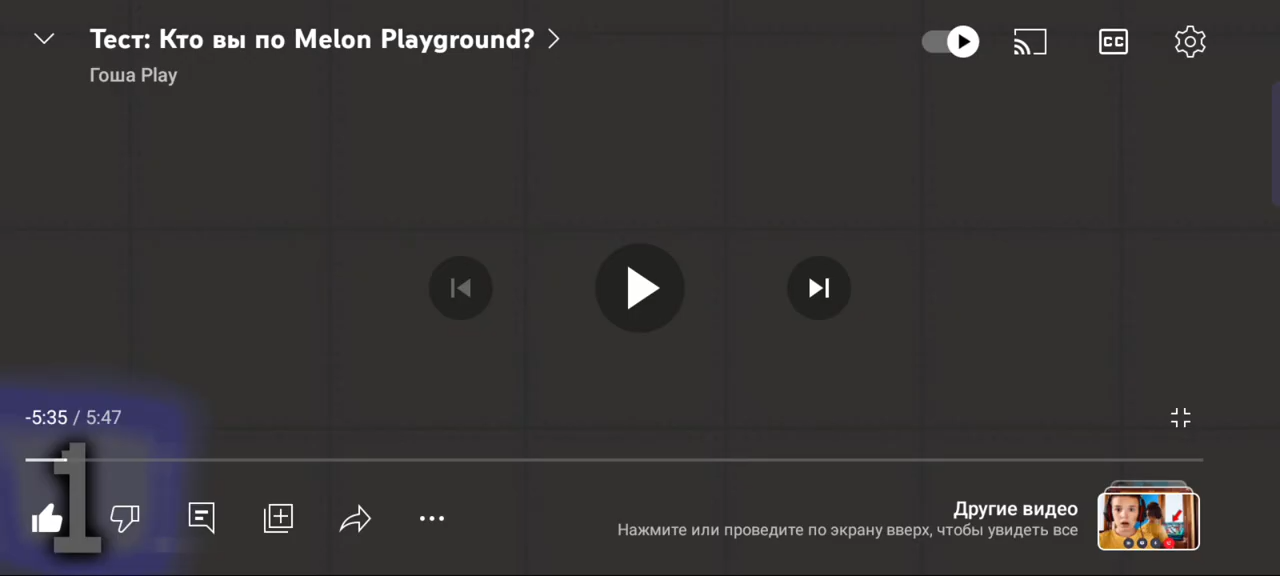 Тест: Кто вы по Melon Playground?
Гоша Play
CC
-5:35 / 5:47
1
Другие видео
Нажмите или проведите по экрану вверх, чтобы увидеть все